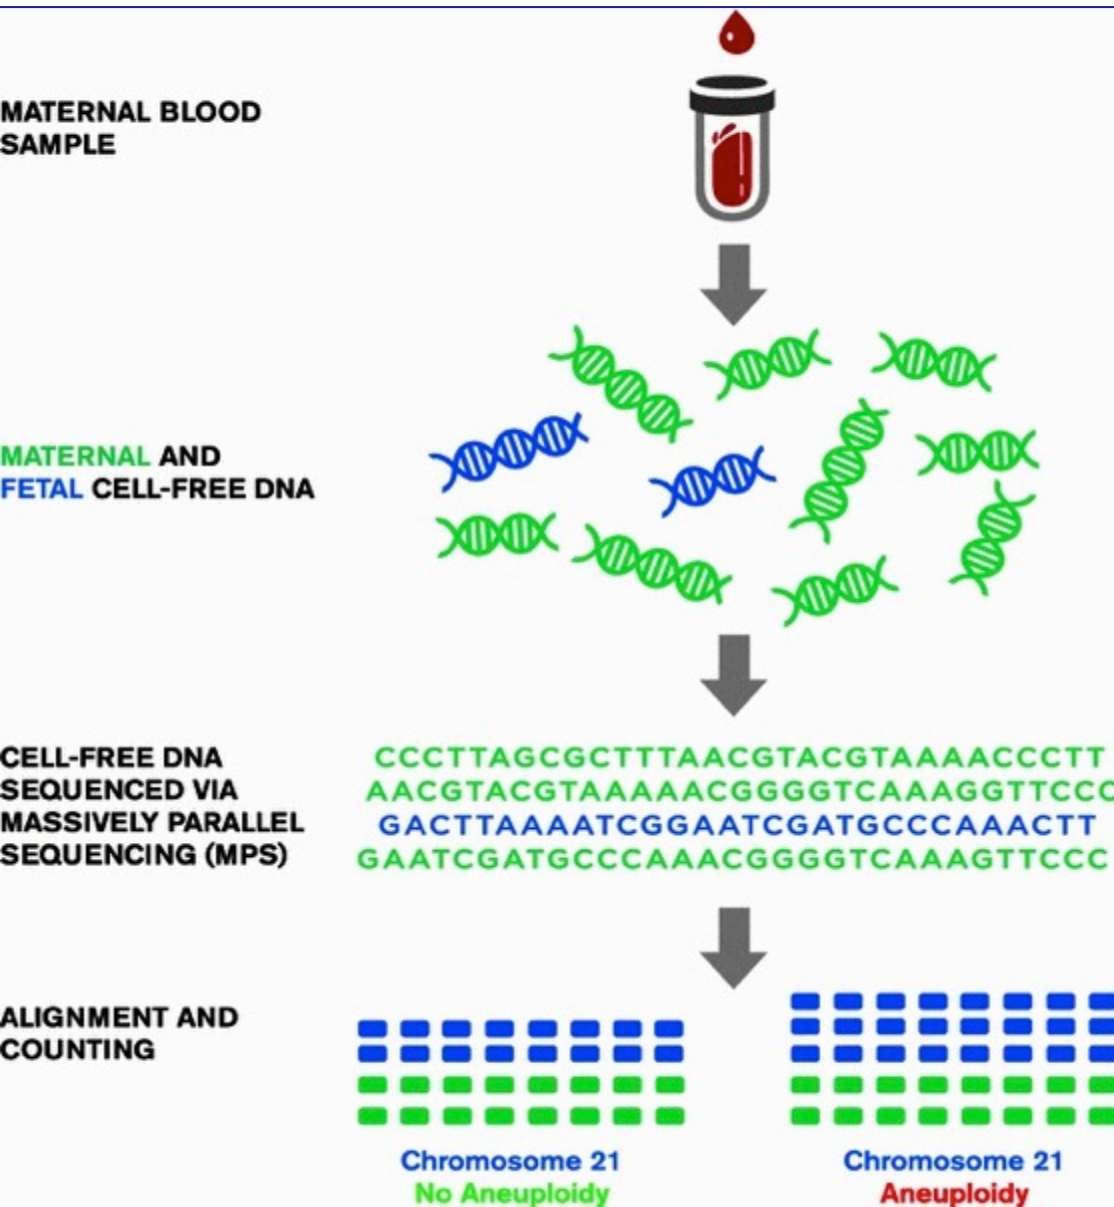 MATERNAL BLOOD
SAMPLE
MATERNAL AND
FETAL CELL-FREE DNA
CELL-FREE DNA
SEQUENCED VIA
MASSIVELY PARALLEL
SEQUENCING (MPS)
CCCTTAGCGCTTTAACGTACGTAAAACCCTT
AACGTACGTAAAAAACGGGGTCAAAGGTTCCC
GACTTAAAATCGGAATCGATGCCCAAACTT
GAATCGATGCCCAAACGGGGTCAAAGTTCCC
ALIGNMENT AND
COUNTING
Chromosome 21
No Aneuploidy
Chromosome 21
Aneuploidy